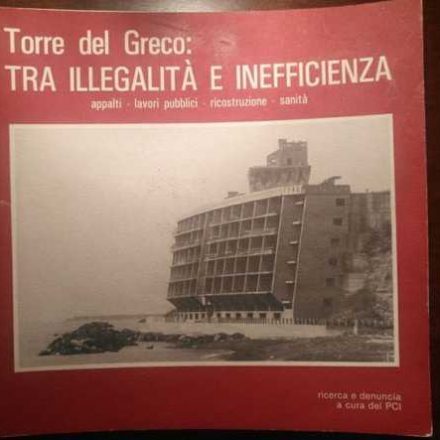 Torre del Greco:
TRA ILLEGALITÀ E INEFFICIENZA
appalti - lavori pubblici - ricostruzione - sanità
ricerca e denuncia
a cura del PCI